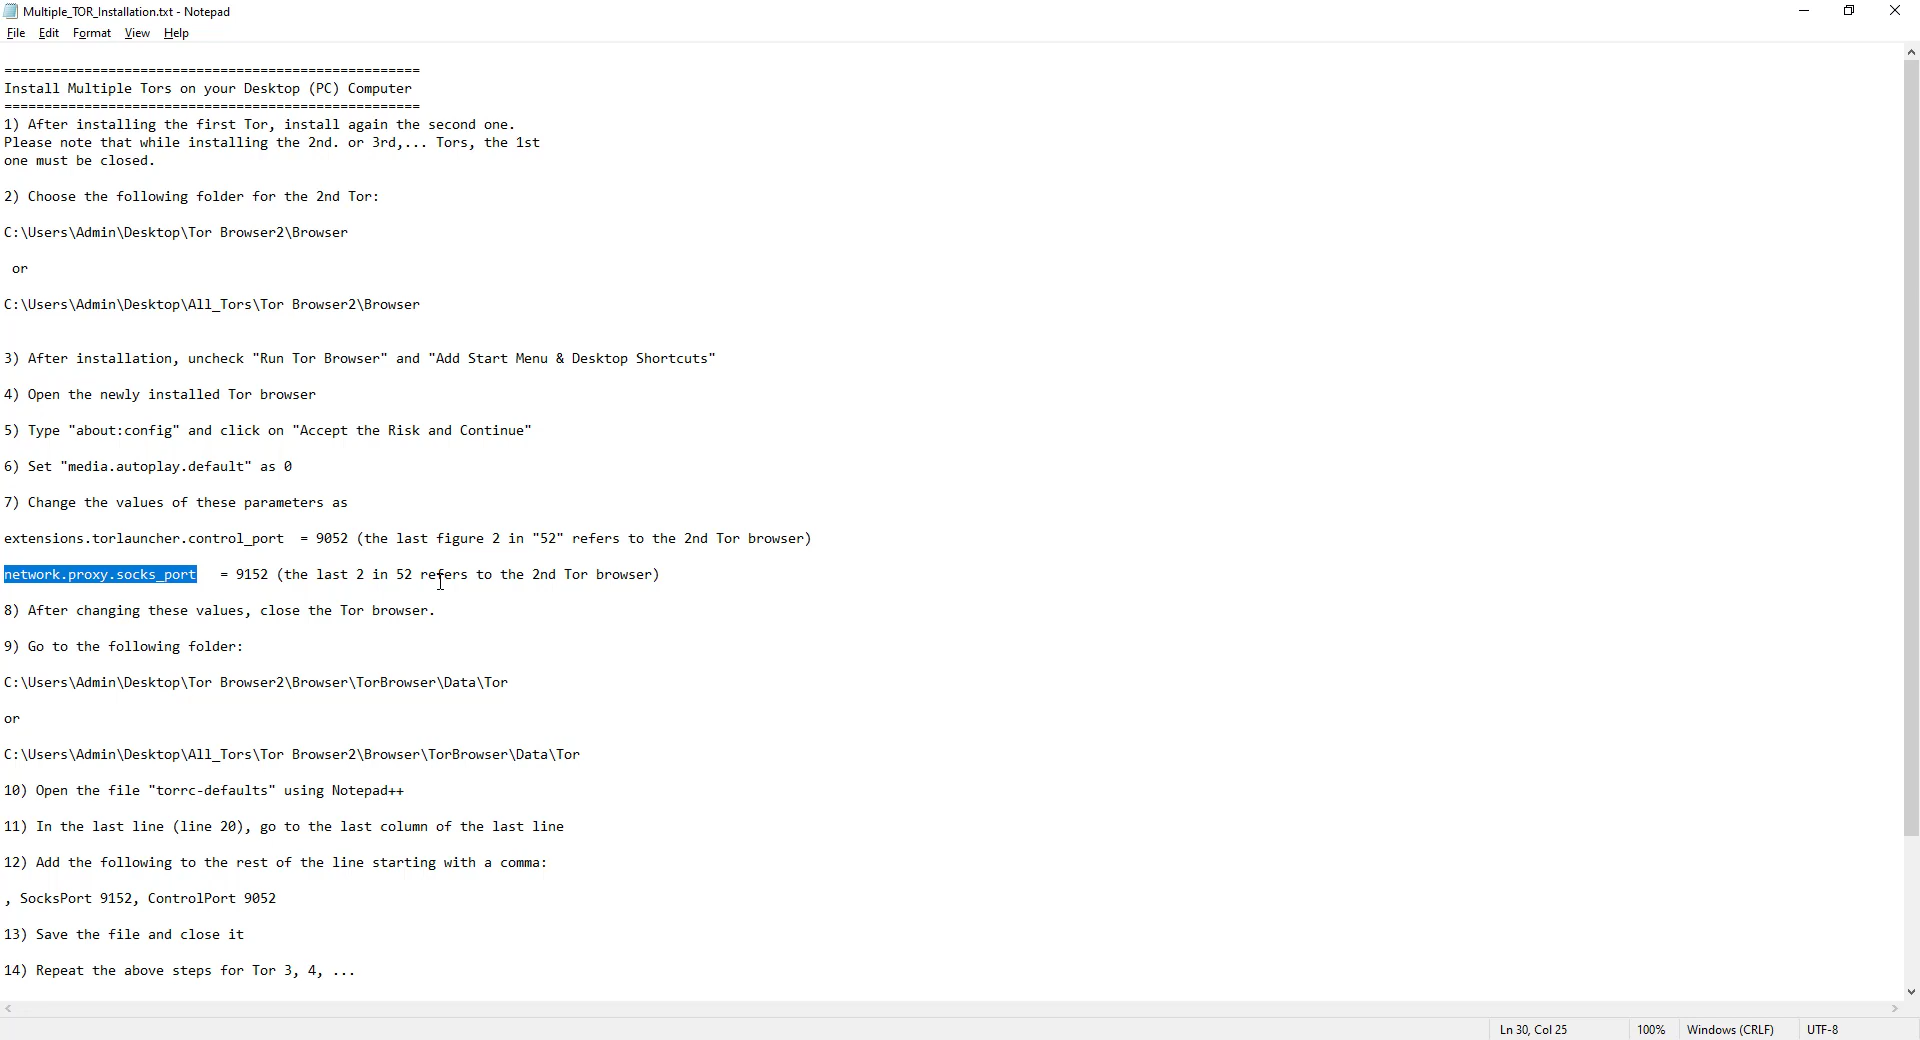 Multiple_TOR_Installation.txt - Notepad
File Edit Format View Help
====================================================
Install Multiple Tors on your Desktop (PC) Computer
====================================================
1) After installing the first Tor, install again the second one.
Please note that while installing the 2nd. or 3rd,... Tors, the 1st
one must be closed.
2) Choose the following folder for the 2nd Tor:
C:\Users\Admin\Desktop\Tor Browser2\Browser
or
C:\Users\Admin\Desktop\All_Tors\Tor Browser2\Browser
3) After installation, uncheck "Run Tor Browser" and "Add Start Menu & Desktop Shortcuts"
4) Open the newly installed Tor browser
5) Type "about:config" and click on "Accept the Risk and Continue"
6) Set "media.autoplay.default" as 0
7) Change the values of these parameters as
extensions.torlauncher.control_port = 9052 (the last figure 2 in "52" refers to the 2nd Tor browser)
network.proxy.socks_port = 9152 (the last 2 in 52 refers to the 2nd Tor browser)
8) After changing these values, close the Tor browser.
9) Go to the following folder:
C:\Users\Admin\Desktop\Tor Browser2\Browser\TorBrowser\Data\Tor
or
C:\Users\Admin\Desktop\All_Tors\Tor Browser2\Browser\TorBrowser\Data\Tor
10) Open the file "torrc-defaults" using Notepad++
11) In the last line (line 20), go to the last column of the last line
12) Add the following to the rest of the line starting with a comma:
, SocksPort 9152, ControlPort 9052
13) Save the file and close it
14) Repeat the above steps for Tor 3, 4, ...
Ln 30, Col 25 100% Windows (CRLF) UTF-8